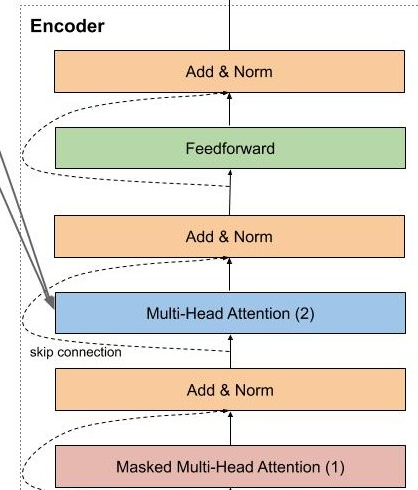 Encoder
Add & Norm
Feedforward
Add & Norm
Multi-Head Attention (2)
skip connection
Add & Norm
Masked Multi-Head Attention (1)